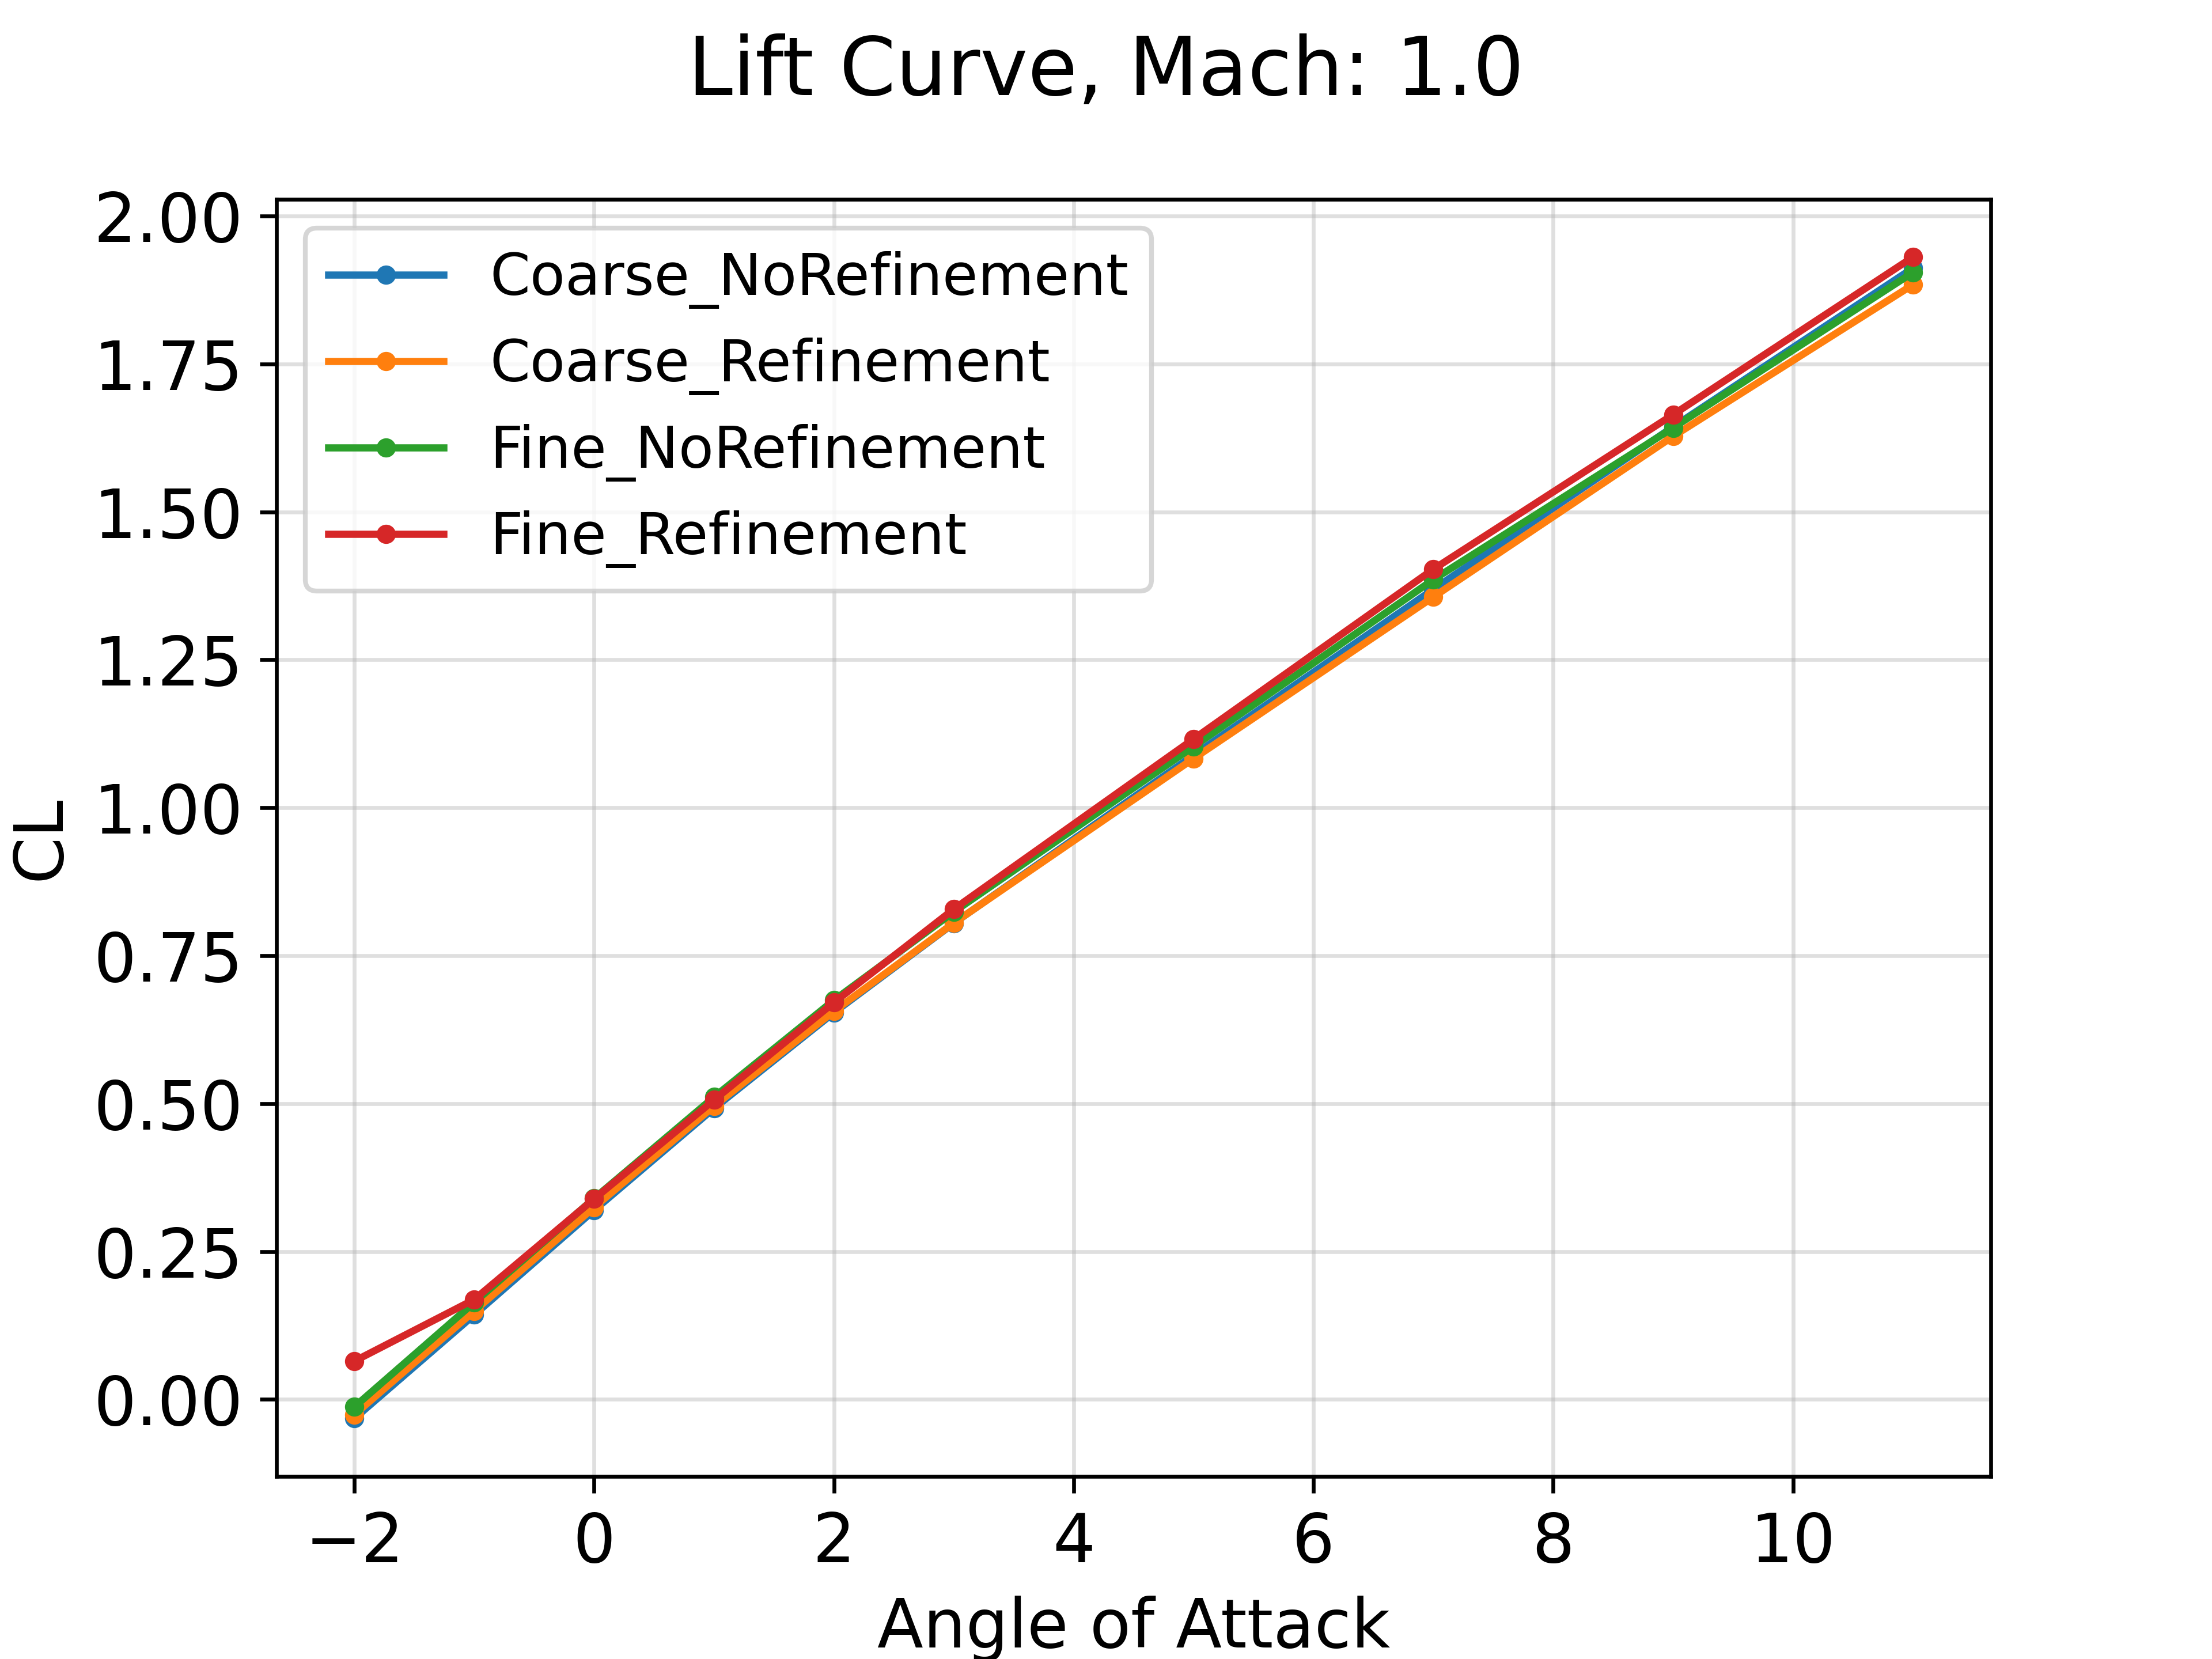 Lift Curve, Mach: 1.0
2.00
1.75
1.50
1.25
1.00
0.75
0.50
0.25
0.00
CL
Coarse_NoRefinement
Coarse_Refinement
Fine_NoRefinement
Fine_Refinement
−2 0 2 4 6 8 10
Angle of Attack